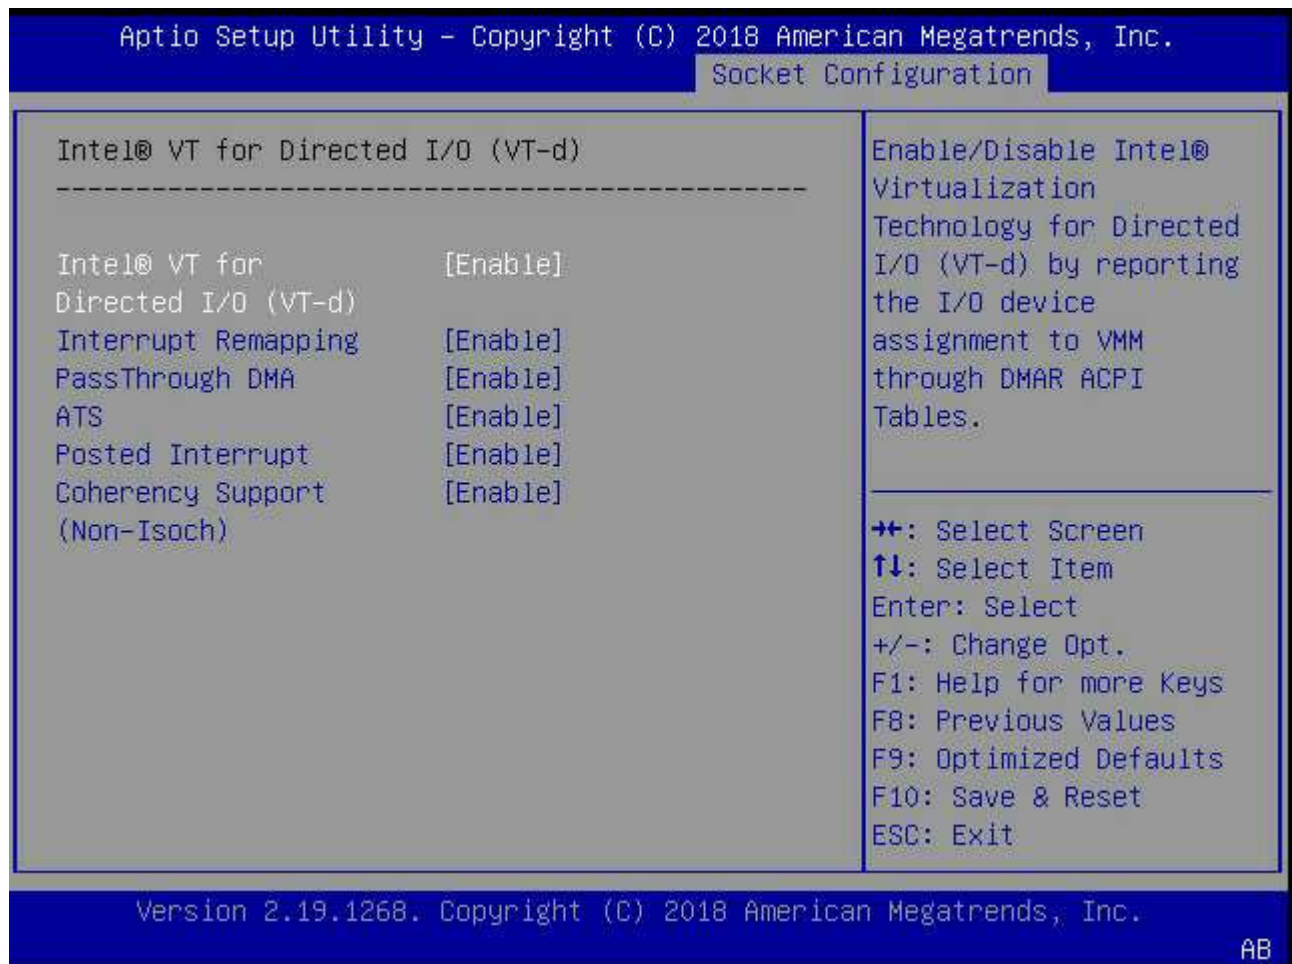 Aptio Setup Utility – Copyright (C) 2018 American Megatrends, Inc.
Socket Configuration
Intel® VT for Directed I/O (VT-d)
-----------------------------------------------
Intel® VT for [Enable]
Directed I/O (VT-d)
Interrupt Remapping [Enable]
PassThrough DMA [Enable]
ATS [Enable]
Posted Interrupt [Enable]
Coherency Support [Enable]
(Non-Isoch)
Enable/Disable Intel®
Virtualization
Technology for Directed
I/O (VT-d) by reporting
the I/O device
assignment to VMM
through DMAR ACPI
Tables.
→←: Select Screen
↑↓: Select Item
Enter: Select
+/-: Change Opt.
F1: Help for more Keys
F8: Previous Values
F9: Optimized Defaults
F10: Save & Reset
ESC: Exit
Version 2.19.1268. Copyright (C) 2018 American Megatrends, Inc.
AB